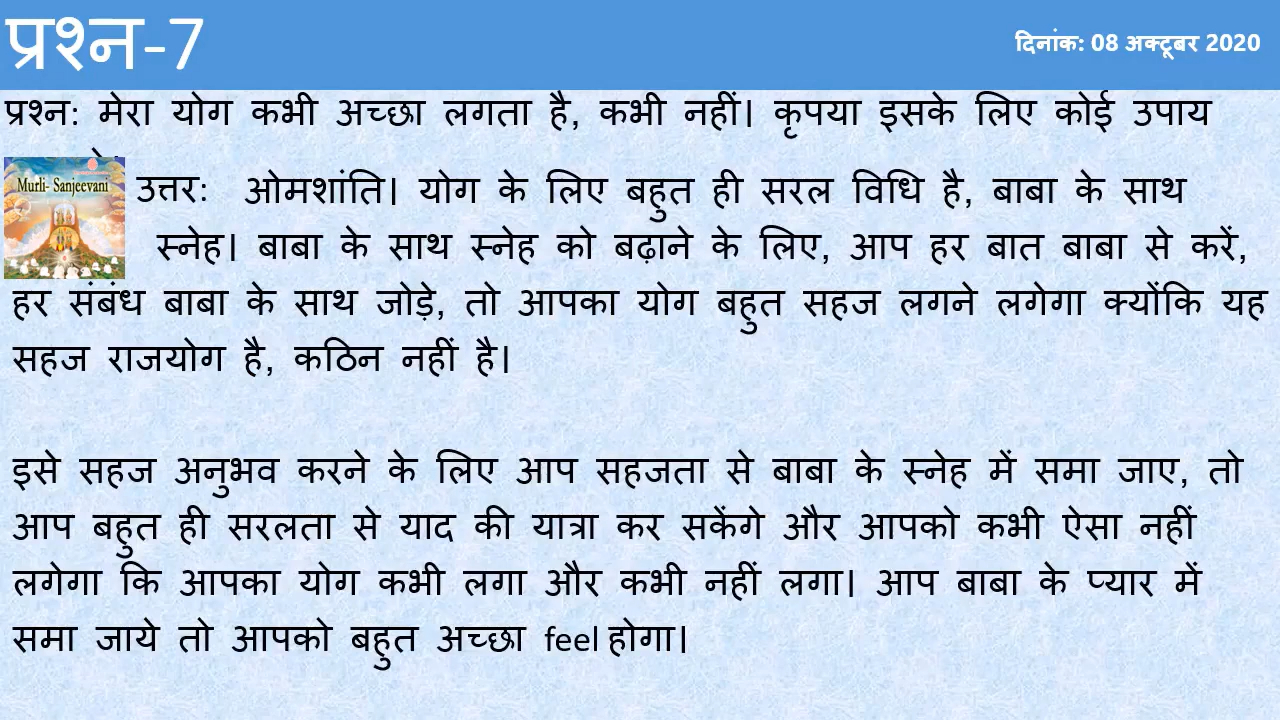 प्रश्न-7
दिनांक: 08 अक्टूबर 2020
प्रश्न: मेरा योग कभी अच्छा लगता है, कभी नहीं। कृपया इसके लिए कोई उपाय
Murli- Sanjeevani
उत्तर: ओमशांति। योग के लिए बहुत ही सरल विधि है, बाबा के साथ
स्नेह। बाबा के साथ स्नेह को बढ़ाने के लिए, आप हर बात बाबा से करें,
हर संबंध बाबा के साथ जोड़े, तो आपका योग बहुत सहज लगने लगेगा क्योंकि यह
सहज राजयोग है, कठिन नहीं है।
इसे सहज अनुभव करने के लिए आप सहजता से बाबा के स्नेह में समा जाए, तो
आप बहुत ही सरलता से याद की यात्रा कर सकेंगे और आपको कभी ऐसा नहीं
लगेगा कि आपका योग कभी लगा और कभी नहीं लगा। आप बाबा के प्यार में
समा जाये तो आपको बहुत अच्छा feel होगा।